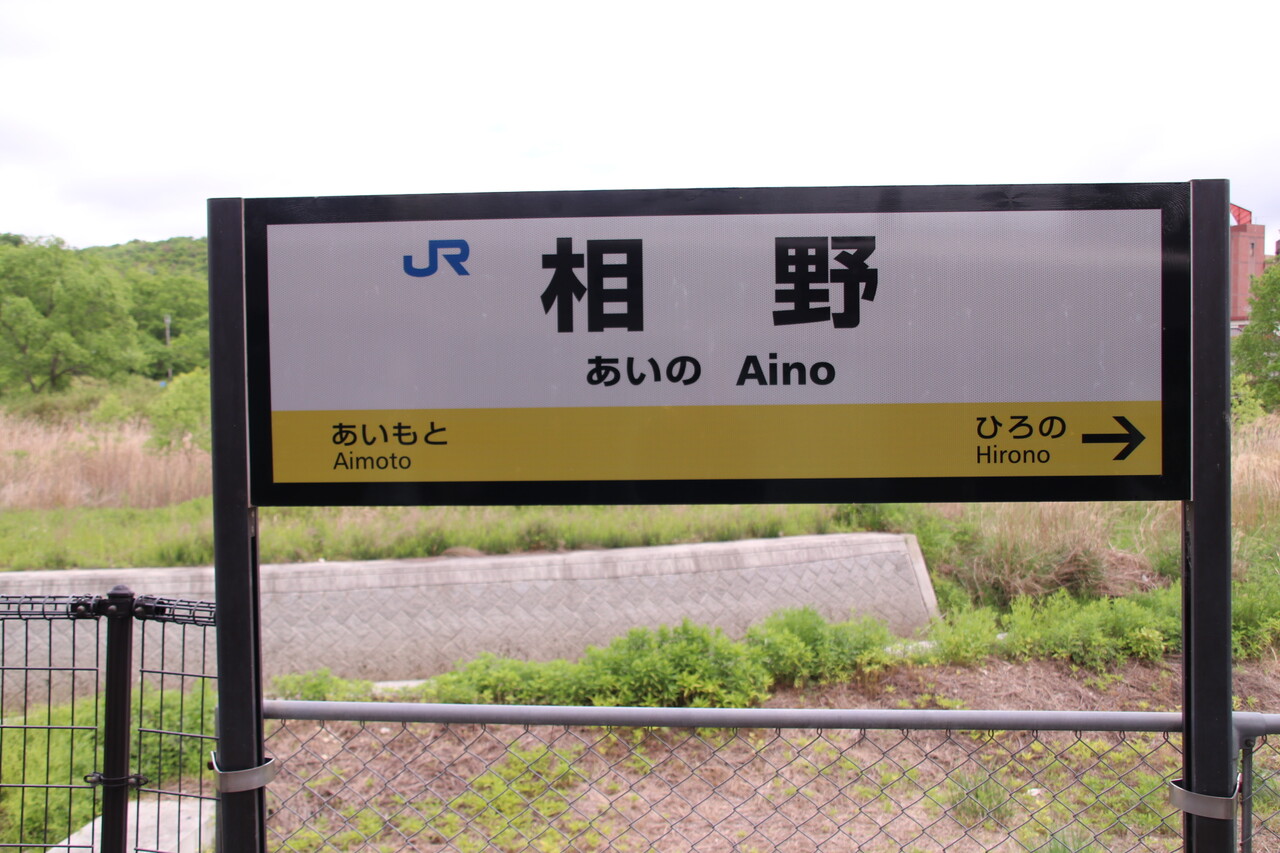 JR 相野
あいの Aino
あいもと ひろの →
Aimoto Hirono